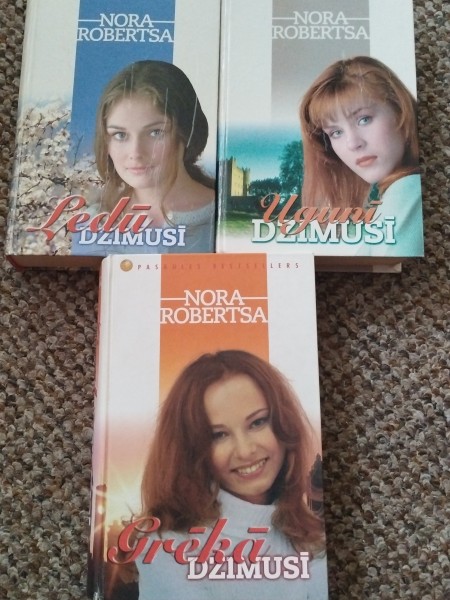 NORA
ROBERTSA
Ledū
DZIMUSĪ
NORA
ROBERTSA
Ugunī
DZIMUSĪ
PASAULES BESTSELLERS
NORA
ROBERTSA
Grēkā
DZIMUSĪ